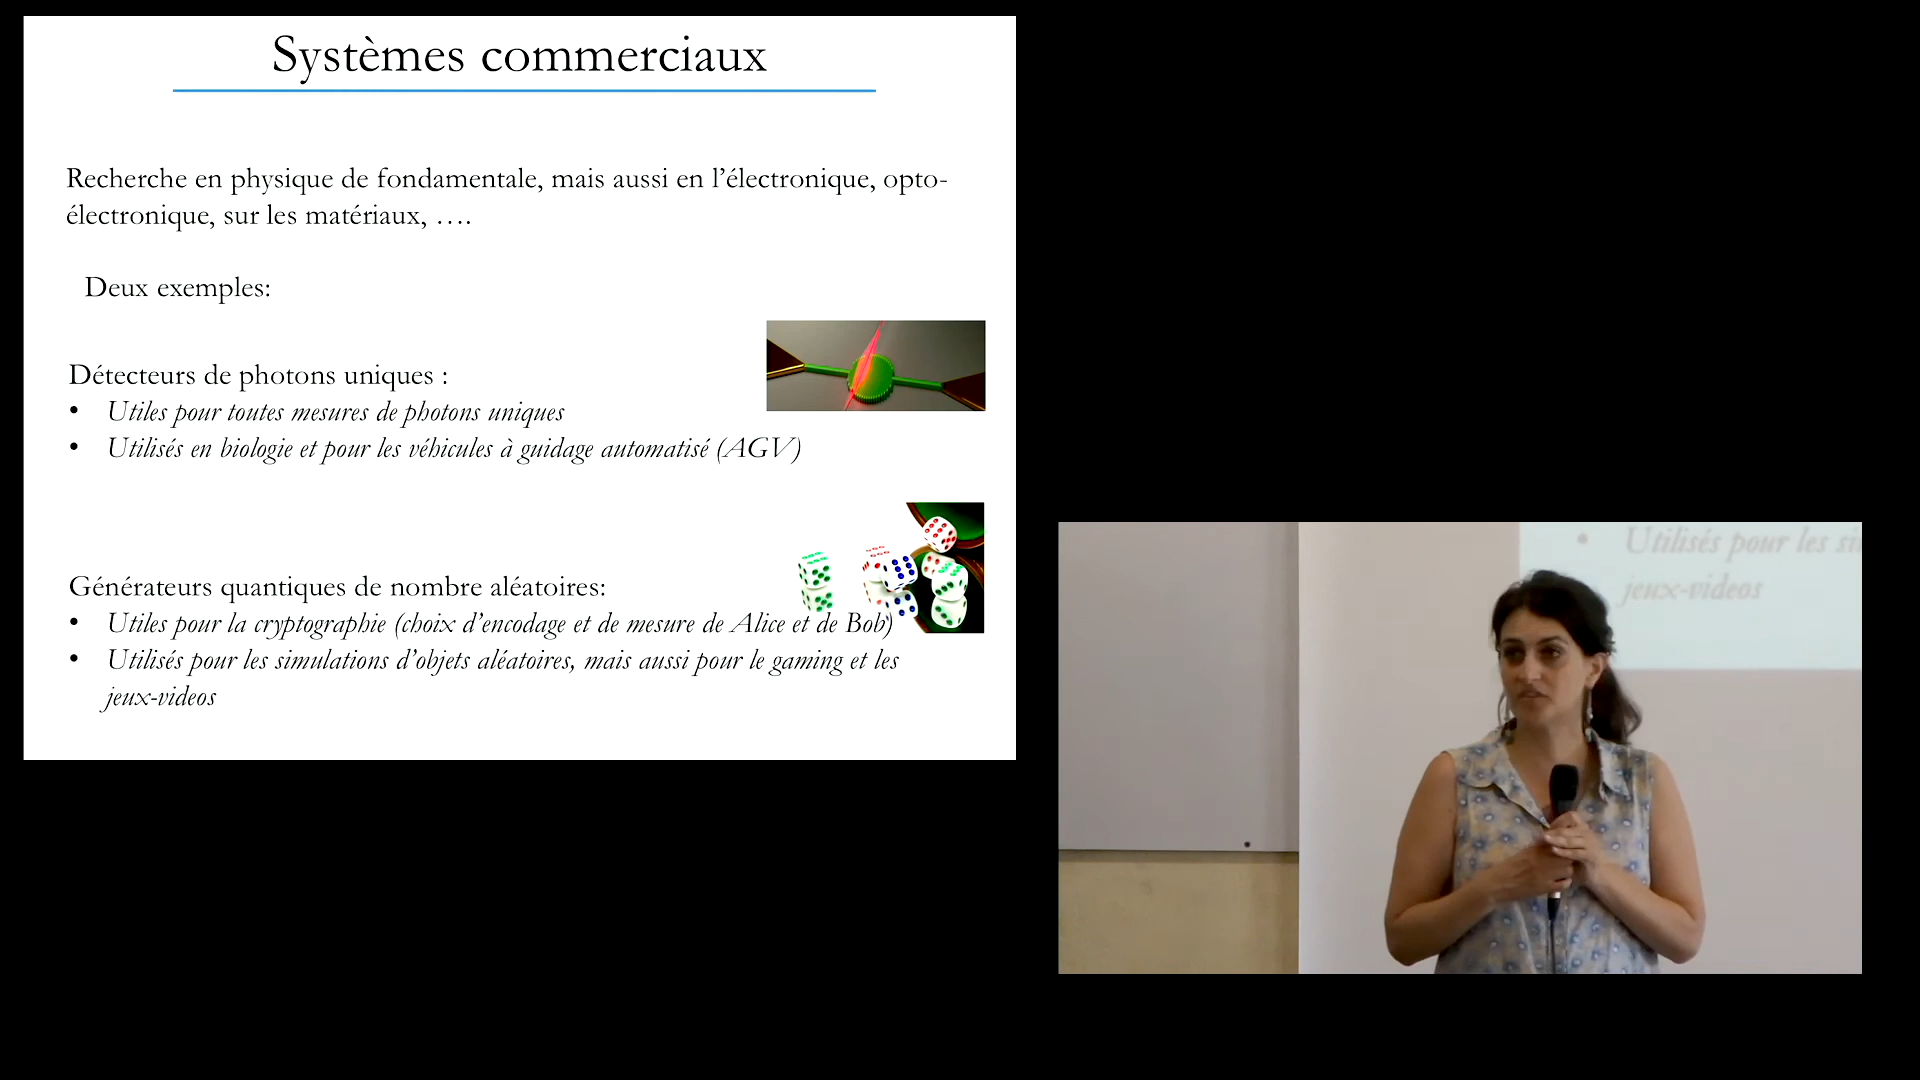 Systèmes commerciaux
Recherche en physique de fondamentale, mais aussi en l’électronique, opto-
électronique, sur les matériaux, ….
Deux exemples:
Détecteurs de photons uniques :
• Utiles pour toutes mesures de photons uniques
• Utilisés en biologie et pour les véhicules à guidage automatisé (AGV)
Générateurs quantiques de nombre aléatoires:
• Utiles pour la cryptographie (choix d’encodage et de mesure de Alice et de Bob)
• Utilisés pour les simulations d’objets aléatoires, mais aussi pour le gaming et les
jeux-videos
• Utilisés pour les si
jeux-videos